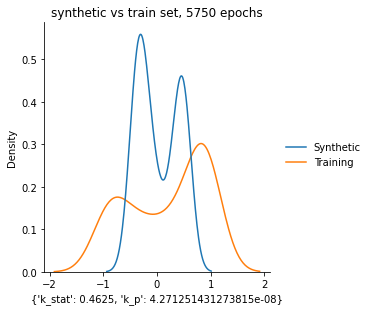 synthetic vs train set, 5750 epochs
0.5
0.4
0.3
0.2
0.1
0.0
Density
Synthetic
Training
−2
−1
0
1
2
{'k_stat': 0.4625, 'k_p': 4.271251431273815e-08}